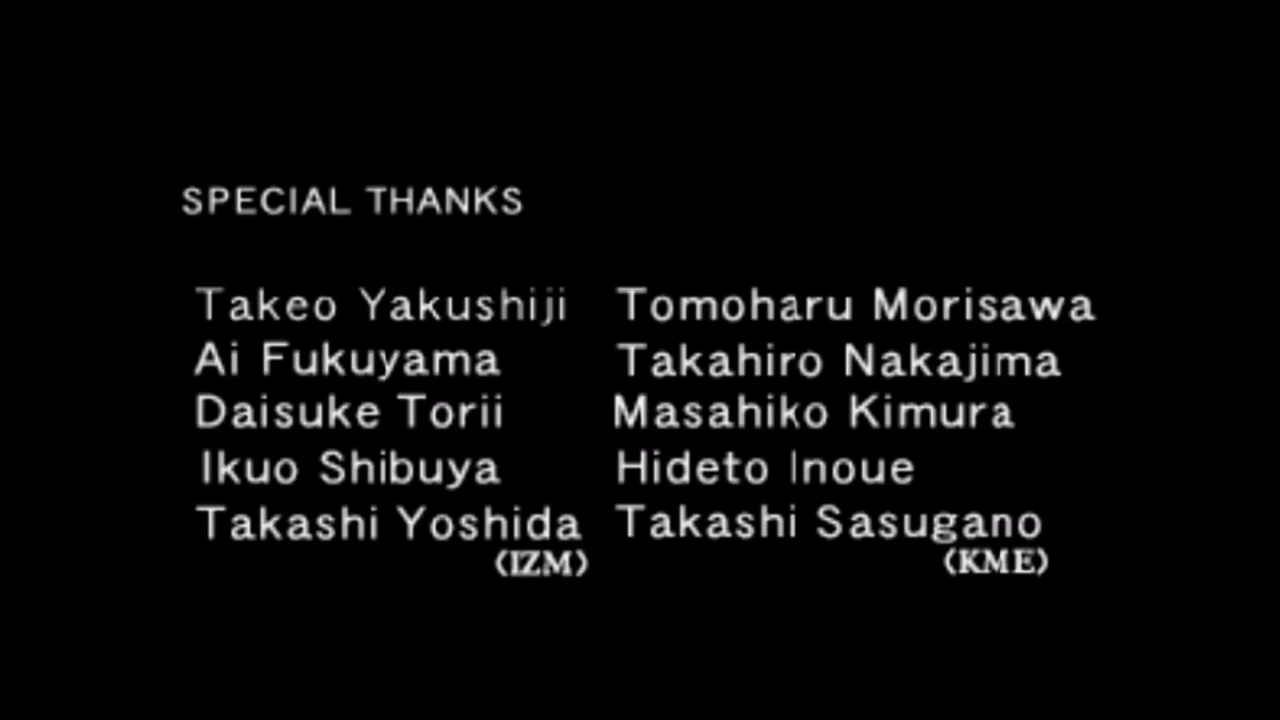 SPECIAL THANKS
Takeo Yakushiji Tomoharu Morisawa
Ai Fukuyama Takahiro Nakajima
Daisuke Torii Masahiko Kimura
Ikuo Shibuya Hideto Inoue
Takashi Yoshida Takashi Sasugano
(IZM) (KME)